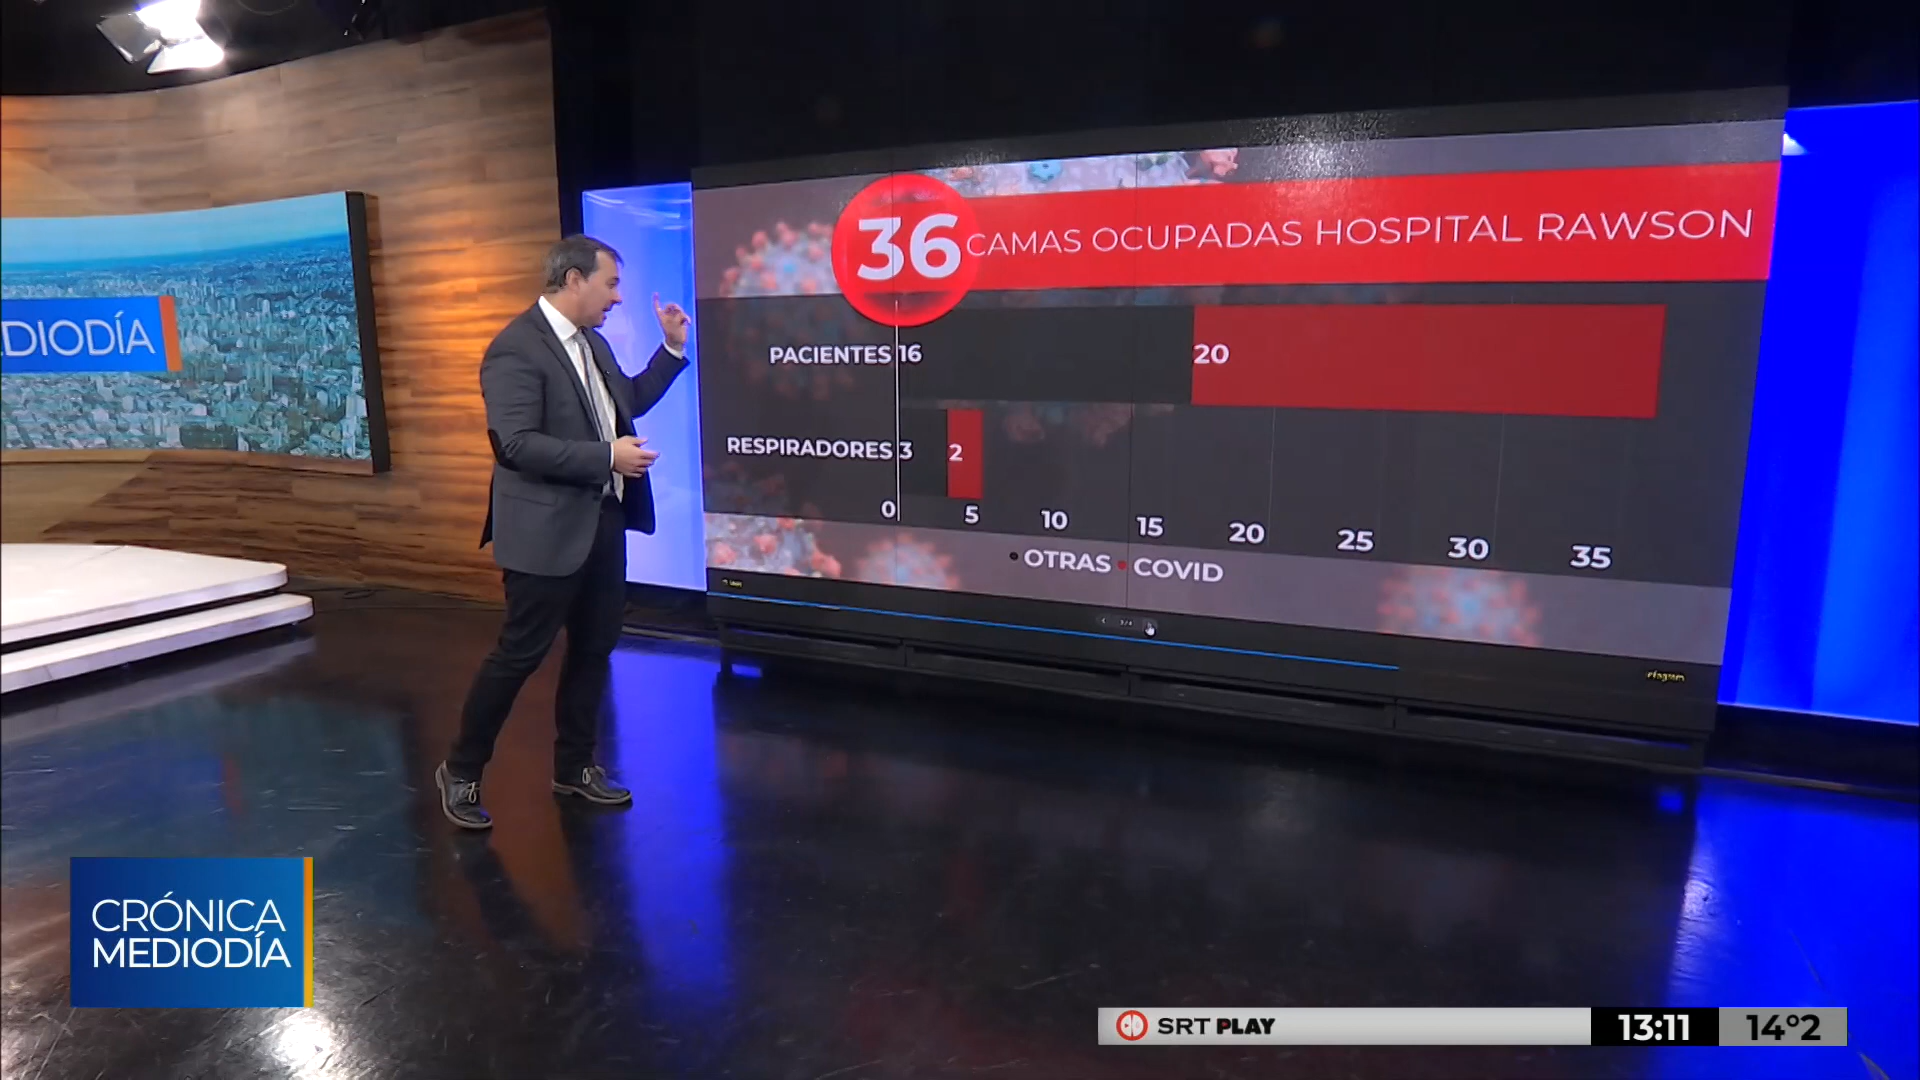 DIODÍA
36 CAMAS OCUPADAS HOSPITAL RAWSON
PACIENTES 16 20
RESPIRADORES 3 2
0 5 10 15 20 25 30 35
OTRAS COVID
CRÓNICA
MEDIODÍA
SRT PLAY 13:11 14°2